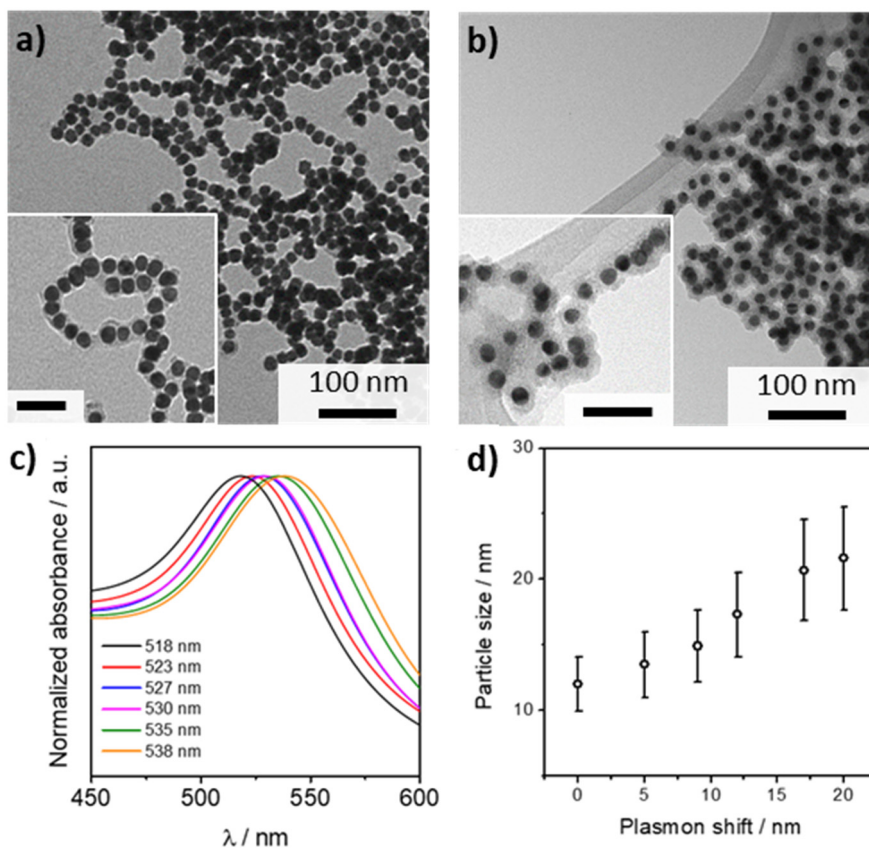 a)
100 nm
b)
100 nm
c)
Normalized absorbance / a.u.
518 nm
523 nm
527 nm
530 nm
535 nm
538 nm
450 500 550 600
λ / nm
d)
Particle size / nm
30
20
10
0 5 10 15 20
Plasmon shift / nm